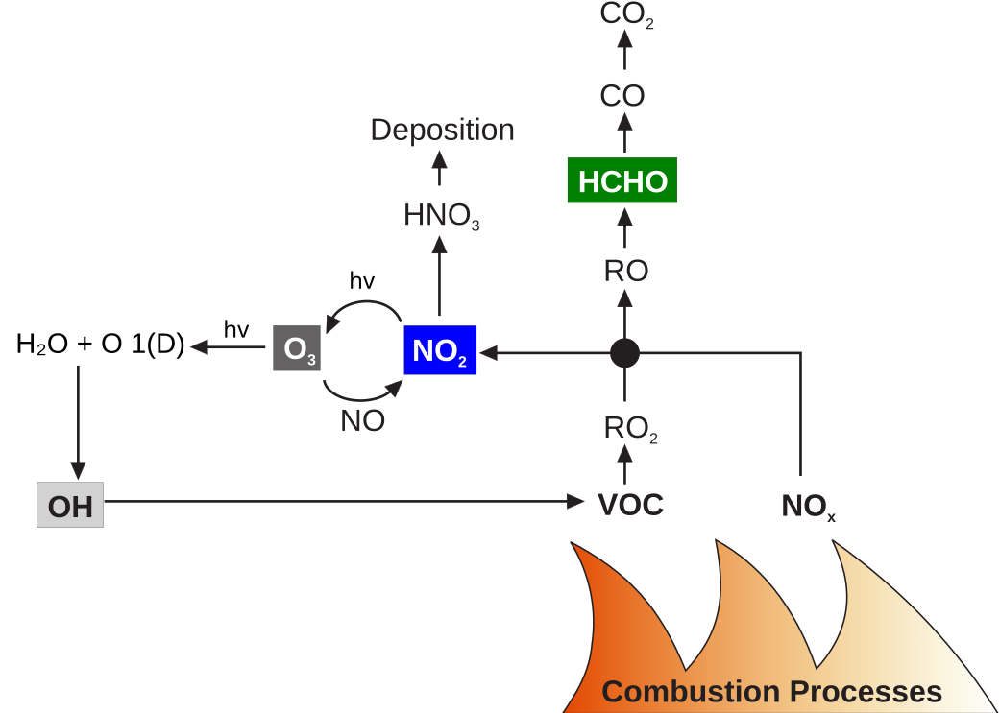 CO₂
CO
Deposition
HCHO
HNO₃
RO
hv
hv
H₂O + O 1(D)
O₃
NO₂
NO
RO₂
OH
VOC
NOₓ
Combustion Processes